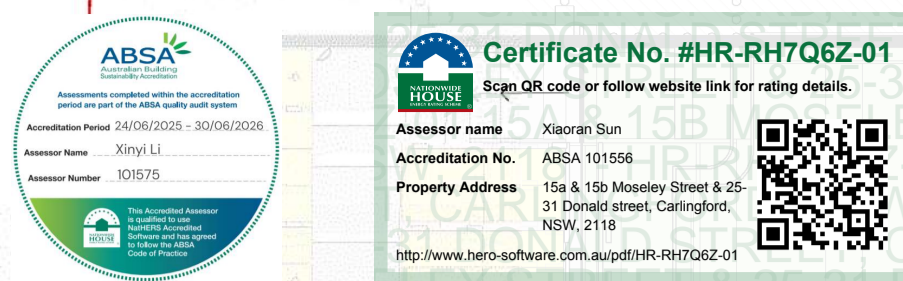 ABSA
Australian Building
Sustainability Accreditation
Assessments completed within the accreditation
period are part of the ABSA quality audit system
Accreditation Period 24/06/2025 - 30/06/2026
Assessor Name Xinyi Li
Assessor Number 101575
NATIONWIDE
HOUSE
This Accredited Assessor
is qualified to use
NatHERS Accredited
Software and has agreed
to follow the ABSA
Code of Practice
NATIONWIDE
HOUSE
ENERGY RATING SCHEME
Certificate No. #HR-RH7Q6Z-01
Scan QR code or follow website link for rating details.
Assessor name Xiaoran Sun
Accreditation No. ABSA 101556
Property Address 15a & 15b Moseley Street & 25-
31 Donald street, Carlingford,
NSW, 2118
http://www.hero-software.com.au/pdf/HR-RH7Q6Z-01